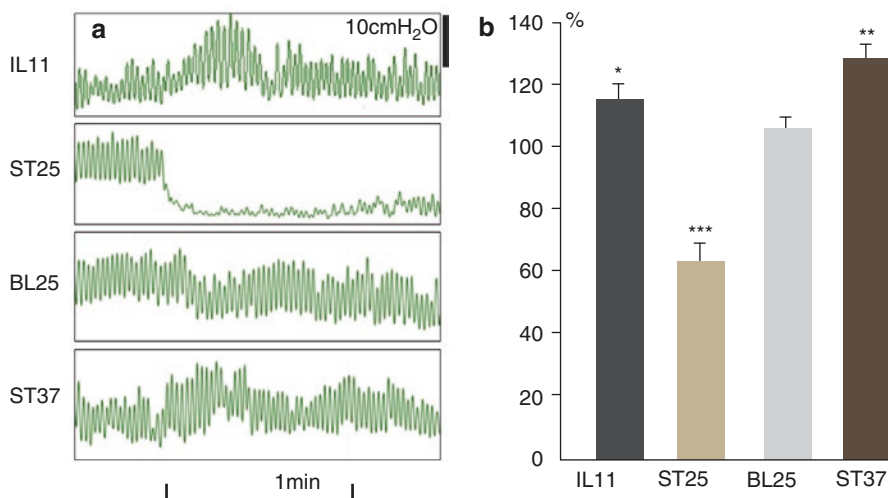 a
10cmH₂O
IL11
ST25
BL25
ST37
1min
b
%
140
120
100
80
60
40
20
0
*
***
**
IL11 ST25 BL25 ST37